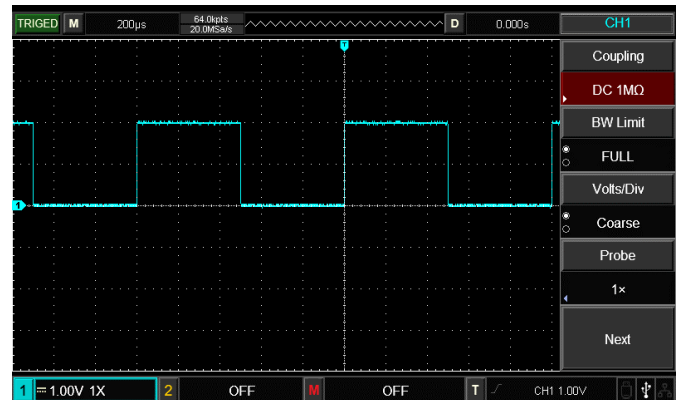 TRIGED M 200μs 64.0kpts D 0.000s CH1
20.0MSa/s
T
Coupling
DC 1MΩ
BW Limit
FULL
Volts/Div
Coarse
Probe
1×
Next
1
1 1.00V 1X 2 OFF M OFF T CH1 1.00V